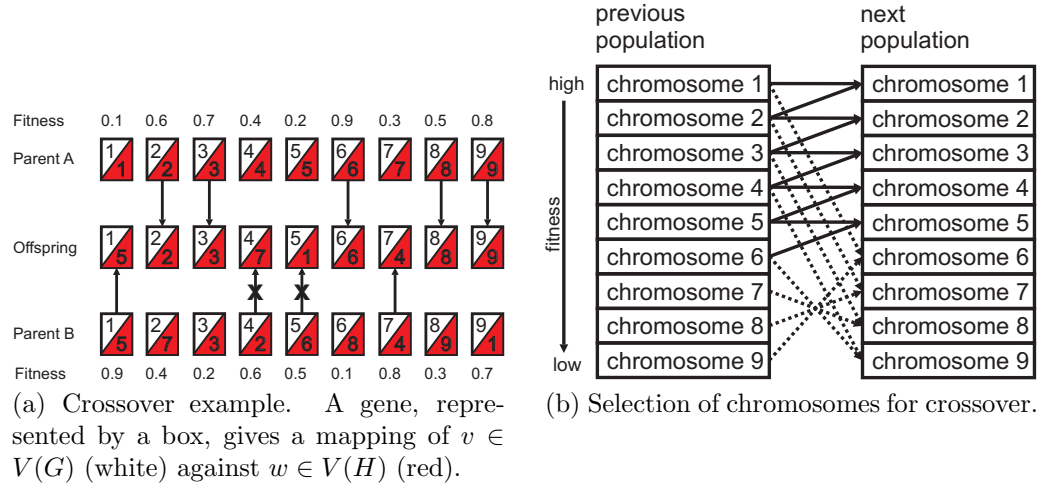 Fitness 0.1 0.6 0.7 0.4 0.2 0.9 0.3 0.5 0.8
Parent A 1 1 2 2 3 3 4 4 5 5 6 6 7 7 8 8 9 9
Offspring 1 5 2 2 3 3 4 7 5 1 6 6 7 4 8 8 9 9
X X
Parent B 1 5 2 7 3 3 4 2 5 6 6 8 7 4 8 9 9 1
Fitness 0.9 0.4 0.2 0.6 0.5 0.1 0.8 0.3 0.7
(a) Crossover example. A gene, repre-
sented by a box, gives a mapping of v ∈
V(G) (white) against w ∈ V(H) (red).
previous
population
next
population
high
fitness
low
chromosome 1
chromosome 2
chromosome 3
chromosome 4
chromosome 5
chromosome 6
chromosome 7
chromosome 8
chromosome 9
chromosome 1
chromosome 2
chromosome 3
chromosome 4
chromosome 5
chromosome 6
chromosome 7
chromosome 8
chromosome 9
(b) Selection of chromosomes for crossover.